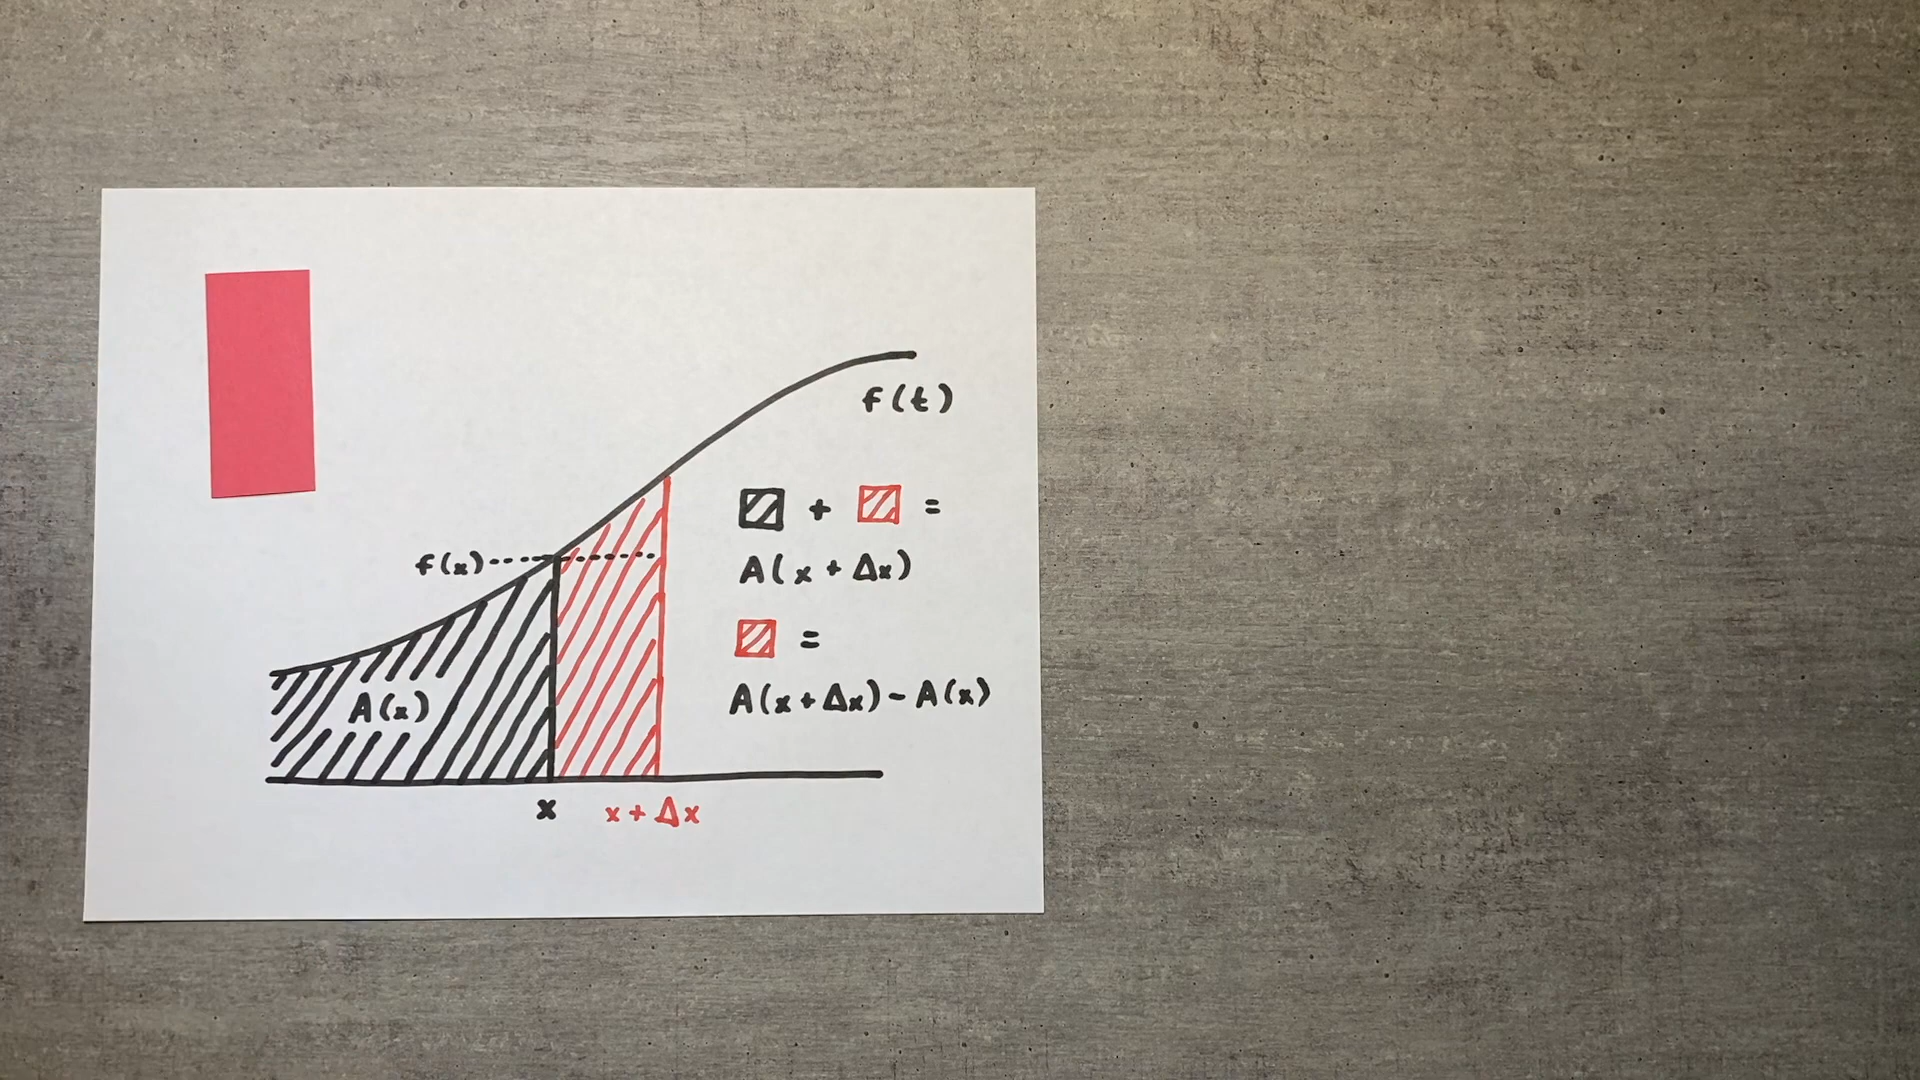 f(t)
+ =
f(x)
A(x + Δx)
=
A(x)
A(x+Δx)-A(x)
x
x+Δx